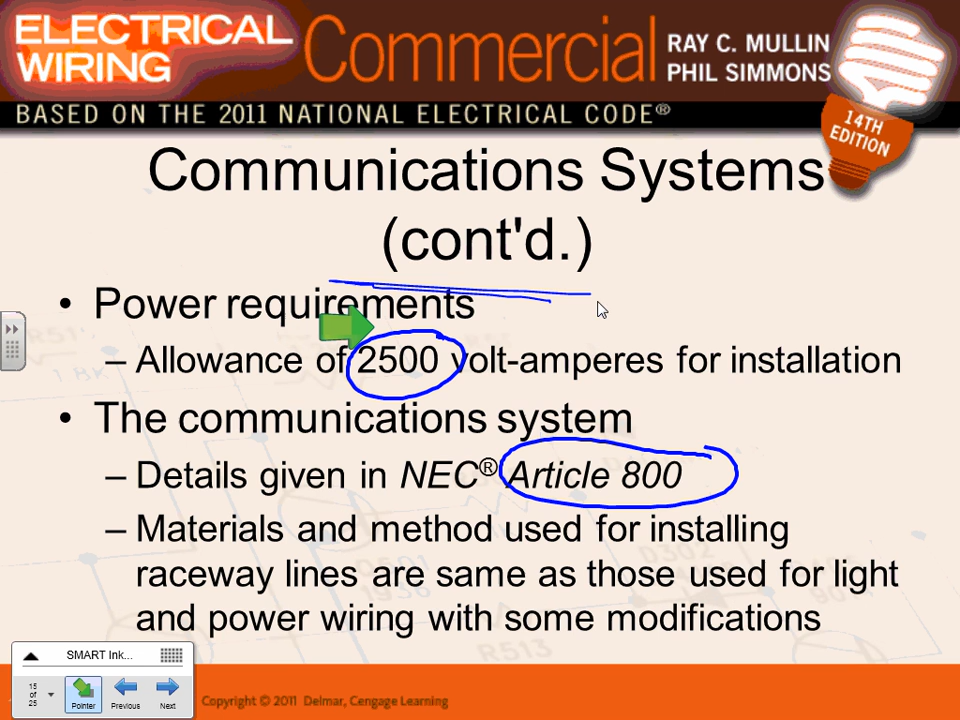 ELECTRICAL
WIRING
Commercial
RAY C. MULLIN
PHIL SIMMONS
BASED ON THE 2011 NATIONAL ELECTRICAL CODE®
14TH
EDITION
Communications Systems
(cont'd.)
• Power requirements
– Allowance of 2500 volt-amperes for installation
• The communications system
– Details given in NEC® Article 800
– Materials and method used for installing
raceway lines are same as those used for light
and power wiring with some modifications
SMART Ink...
15
of
25
Pointer
Previous
Next
Copyright © 2011 Delmar, Cengage Learning
R513